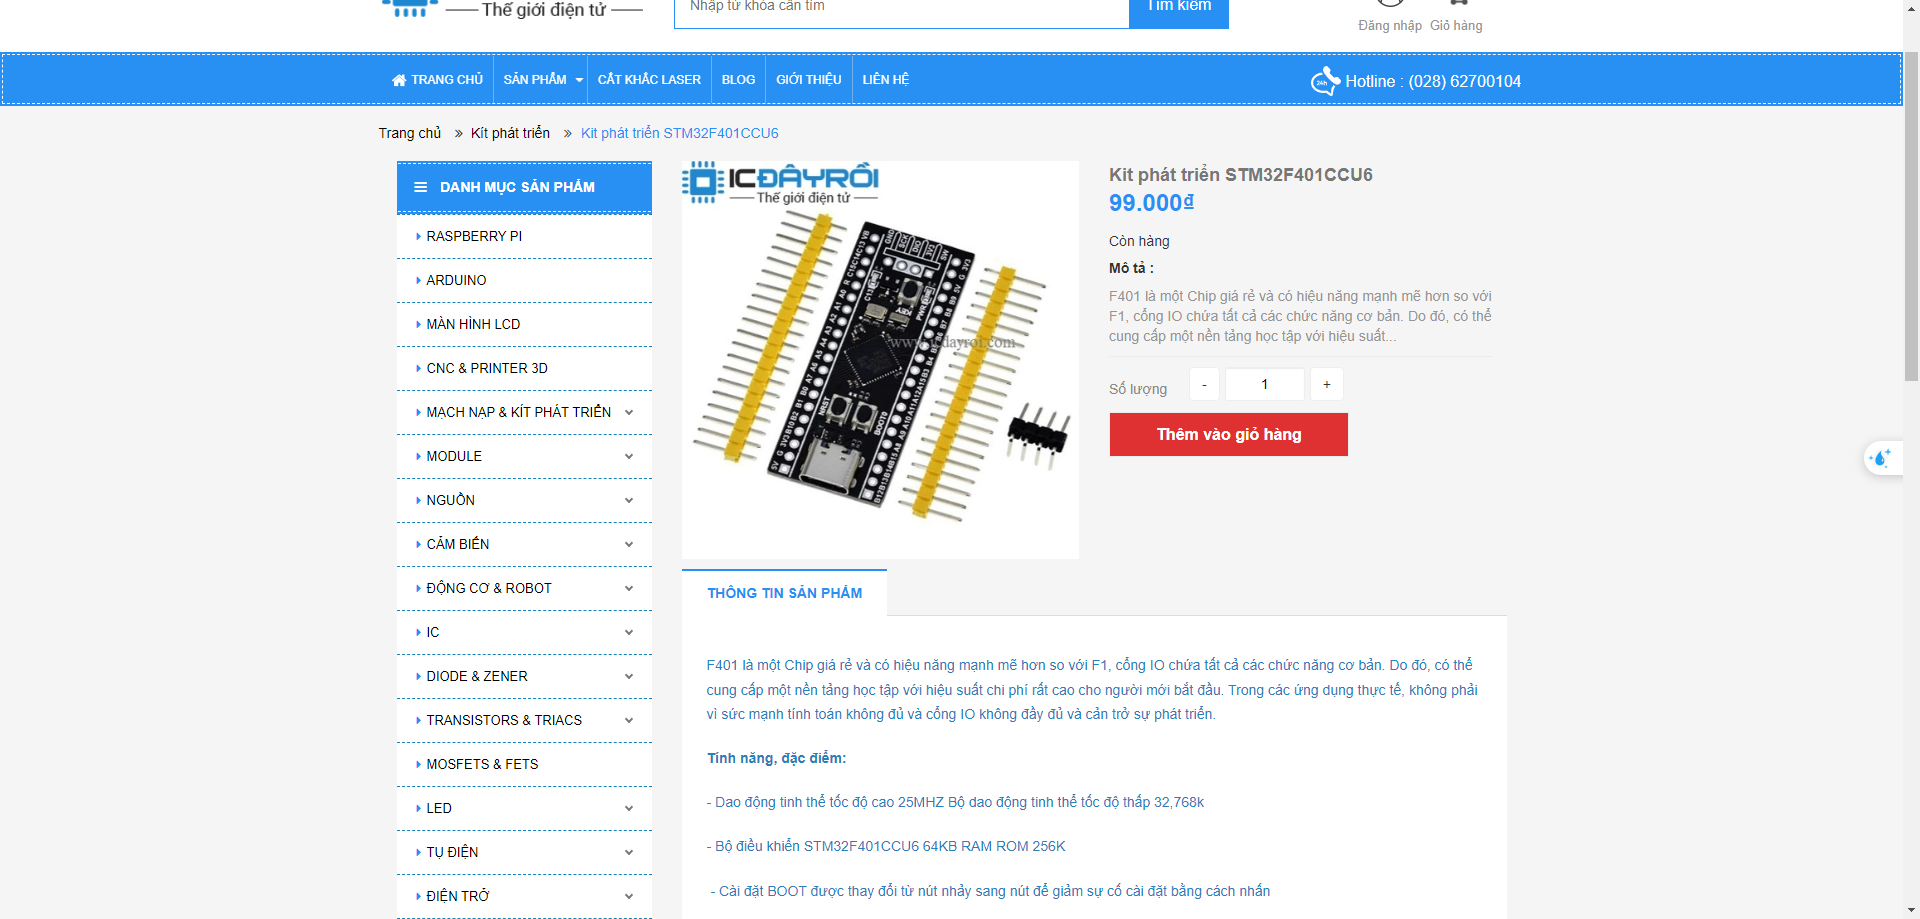 Thế giới điện tử
Nhập từ khóa cần tìm
Tìm kiếm
Đăng nhập
Giỏ hàng
TRANG CHỦ
SẢN PHẨM
CẮT KHẮC LASER
BLOG
GIỚI THIỆU
LIÊN HỆ
24h
Hotline : (028) 62700104
Trang chủ » Kít phát triển » Kit phát triển STM32F401CCU6
DANH MỤC SẢN PHẨM
RASPBERRY PI
ARDUINO
MÀN HÌNH LCD
CNC & PRINTER 3D
MẠCH NẠP & KÍT PHÁT TRIỂN
MODULE
NGUỒN
CẢM BIẾN
ĐỘNG CƠ & ROBOT
IC
DIODE & ZENER
TRANSISTORS & TRIACS
MOSFETS & FETS
LED
TỤ ĐIỆN
ĐIỆN TRỞ
ICĐÂYRỒI
Thế giới điện tử
GND
SCK
DIO
3V3
SW
PWR
KEY
NRST
BOOT0
www.icdayroi.com
Kit phát triển STM32F401CCU6
99.000₫
Còn hàng
Mô tả :
F401 là một Chip giá rẻ và có hiệu năng mạnh mẽ hơn so với
F1, cổng IO chứa tất cả các chức năng cơ bản. Do đó, có thể
cung cấp một nền tảng học tập với hiệu suất...
Số lượng
-
1
+
Thêm vào giỏ hàng
THÔNG TIN SẢN PHẨM
F401 là một Chip giá rẻ và có hiệu năng mạnh mẽ hơn so với F1, cổng IO chứa tất cả các chức năng cơ bản. Do đó, có thể
cung cấp một nền tảng học tập với hiệu suất chi phí rất cao cho người mới bắt đầu. Trong các ứng dụng thực tế, không phải
vì sức mạnh tính toán không đủ và cổng IO không đầy đủ và cản trở sự phát triển.
Tính năng, đặc điểm:
- Dao động tinh thể tốc độ cao 25MHZ Bộ dao động tinh thể tốc độ thấp 32,768k
- Bộ điều khiển STM32F401CCU6 64KB RAM ROM 256K
- Cài đặt BOOT được thay đổi từ nút nhảy sang nút để giảm sự cố cài đặt bằng cách nhấn